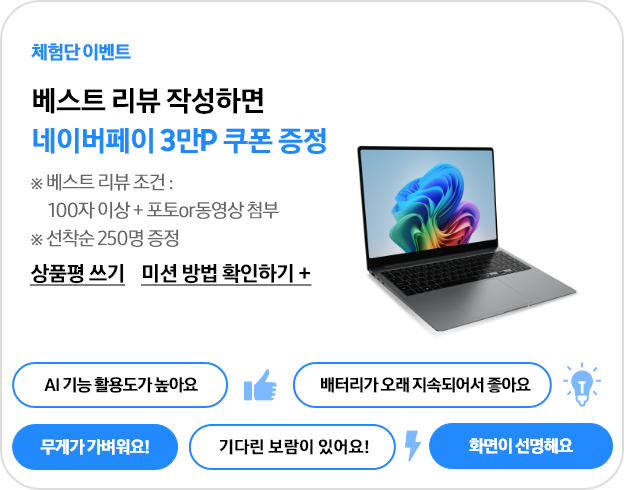 체험단 이벤트
베스트 리뷰 작성하면
네이버페이 3만P 쿠폰 증정
※ 베스트 리뷰 조건 :
100자 이상 + 포토or동영상 첨부
※ 선착순 250명 증정
상품평 쓰기 미션 방법 확인하기 +
AI 기능 활용도가 높아요 배터리가 오래 지속되어서 좋아요
무게가 가벼워요! 기다린 보람이 있어요! 화면이 선명해요